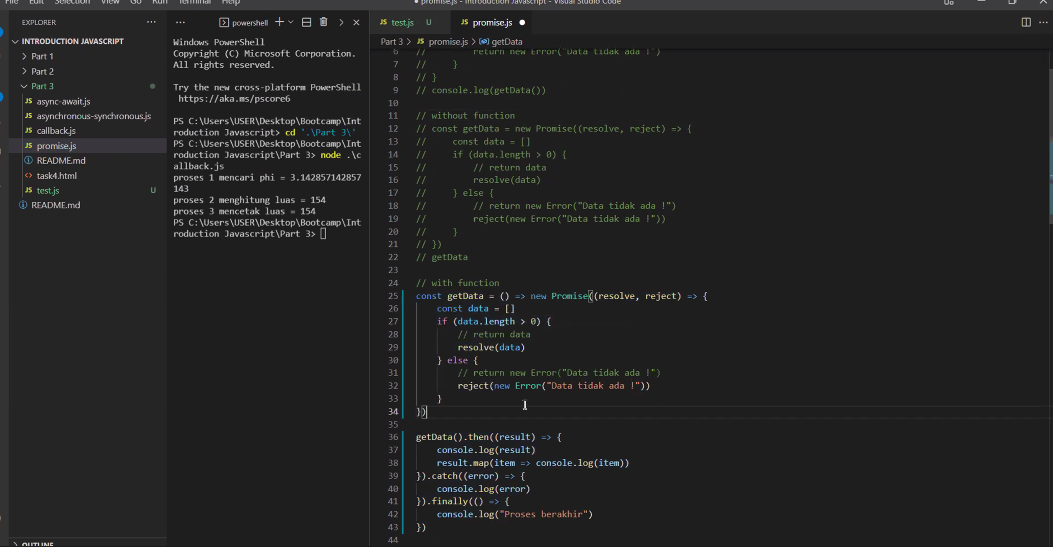 File Edit Selection View Go Run Terminal Help
● promise.js - Introduction Javascript - Visual Studio Code
EXPLORER
INTRODUCTION JAVASCRIPT
Part 1
Part 2
Part 3
JS async-await.js
JS asynchronous-synchronous.js
JS callback.js
JS promise.js
README.md
task4.html
JS test.js U
README.md
OUTLINE
powershell
Windows PowerShell
Copyright (C) Microsoft Corporation.
All rights reserved.
Try the new cross-platform PowerShell
https://aka.ms/pscore6
PS C:\Users\USER\Desktop\Bootcamp\Int
roduction Javascript> cd '.\Part 3\'
PS C:\Users\USER\Desktop\Bootcamp\Int
roduction Javascript\Part 3> node .\c
allback.js
proses 1 mencari phi = 3.142857142857
143
proses 2 menghitung luas = 154
proses 3 mencetak luas = 154
PS C:\Users\USER\Desktop\Bootcamp\Int
roduction Javascript\Part 3>
JS test.js U
JS promise.js ●
Part 3 > JS promise.js > getData
6 // return new Error("Data tidak ada !")
7 // }
8 // }
9 // console.log(getData())
10
11 // without function
12 // const getData = new Promise((resolve, reject) => {
13 // const data = []
14 // if (data.length > 0) {
15 // // return data
16 // resolve(data)
17 // } else {
18 // // return new Error("Data tidak ada !")
19 // reject(new Error("Data tidak ada !"))
20 // }
21 // })
22 // getData
23
24 // with function
25 const getData = () => new Promise((resolve, reject) => {
26 const data = []
27 if (data.length > 0) {
28 // return data
29 resolve(data)
30 } else {
31 // return new Error("Data tidak ada !")
32 reject(new Error("Data tidak ada !"))
33 }
34 })
35
36 getData().then((result) => {
37 console.log(result)
38 result.map(item => console.log(item))
39 }).catch((error) => {
40 console.log(error)
41 }).finally(() => {
42 console.log("Proses berakhir")
43 })
44